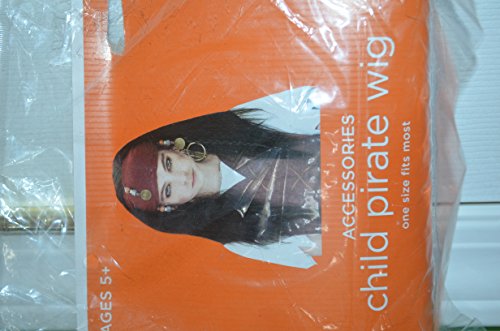 ACCESSORIES
child pirate wig
one size fits most
AGES 5+